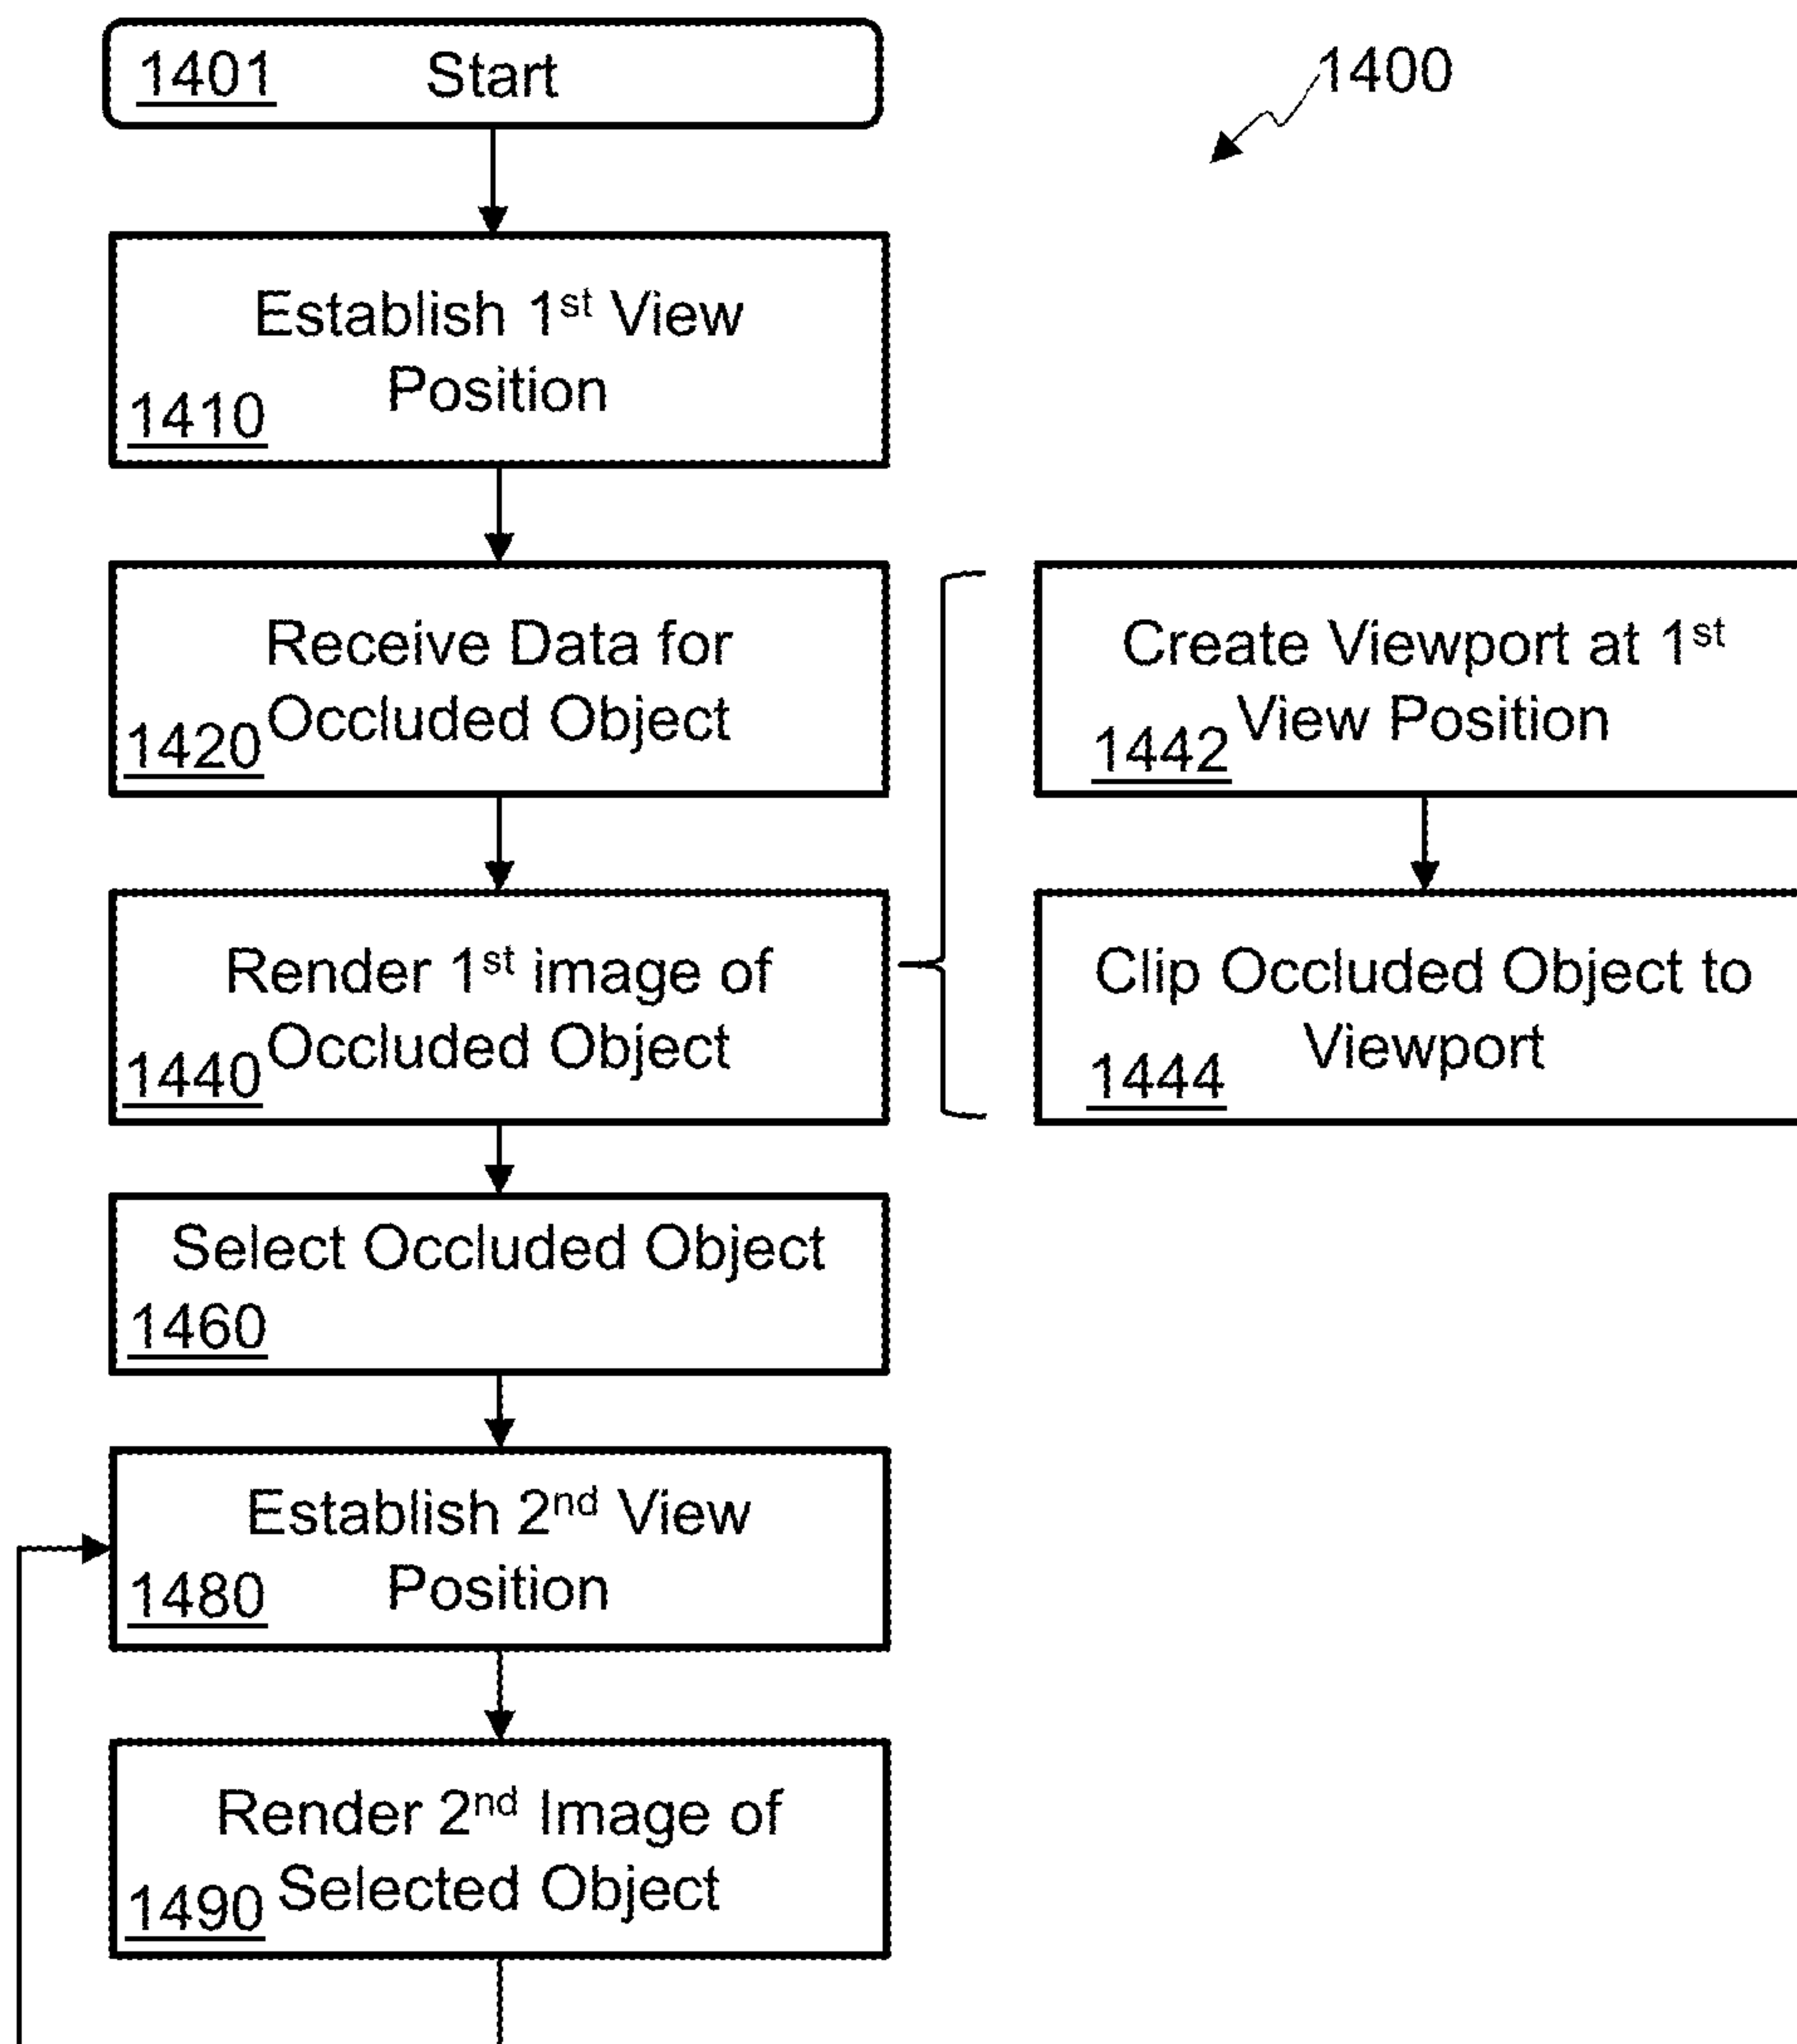 1401 Start
1400
Establish 1st View
Position
1410
Receive Data for
Occluded Object
1420
Create Viewport at 1st
View Position
1442
Render 1st image of
Occluded Object
1440
Clip Occluded Object to
Viewport
1444
Select Occluded Object
1460
Establish 2nd View
Position
1480
Render 2nd Image of
Selected Object
1490